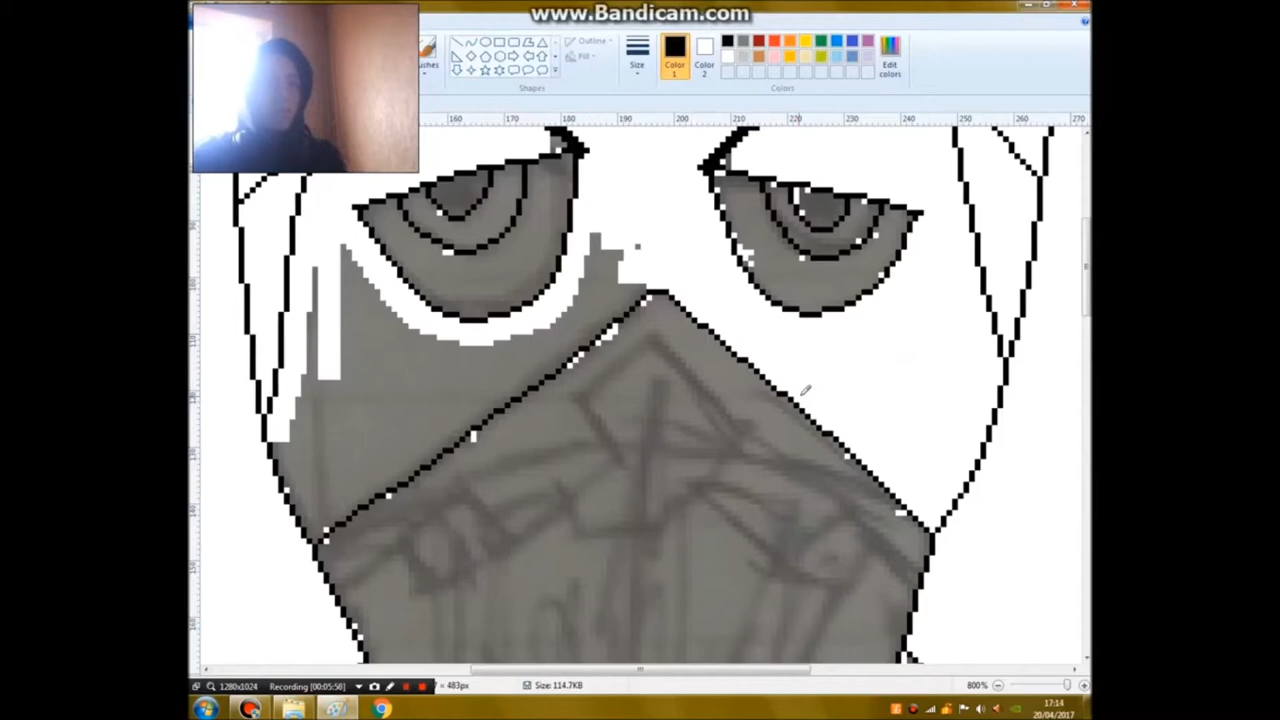 www.Bandicam.com
Outline
Fill
ushes
Shapes
Size
Color
1
Color
2
Edit
colors
Colors
160 170 180 190 200 210 220 230 240 250 260 270
1280x1024 Recording [00:05:56] × 483px Size: 114.7KB 800%
17:14
20/04/2017